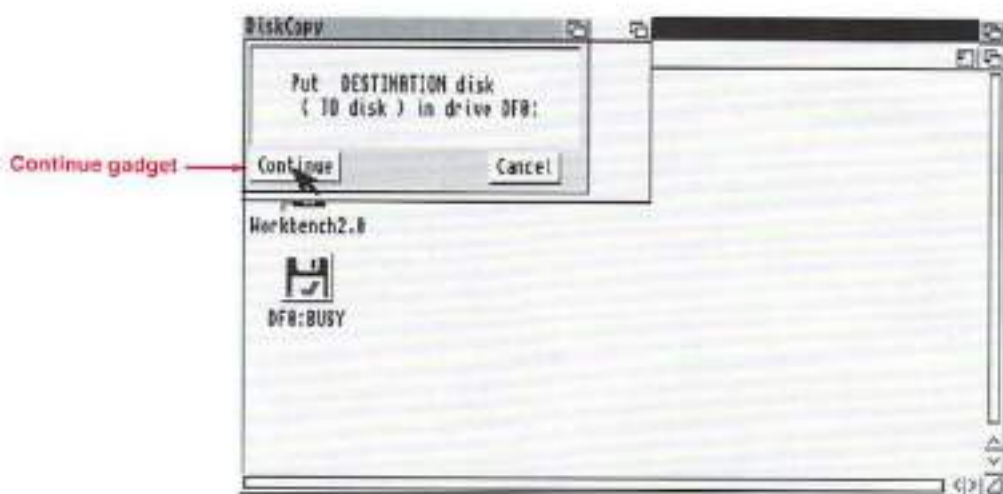 DiskCopy
Put DESTINATION disk
( TO disk ) in drive DF0:
Continue gadget
Continue
Cancel
Workbench2.0
DF0:BUSY